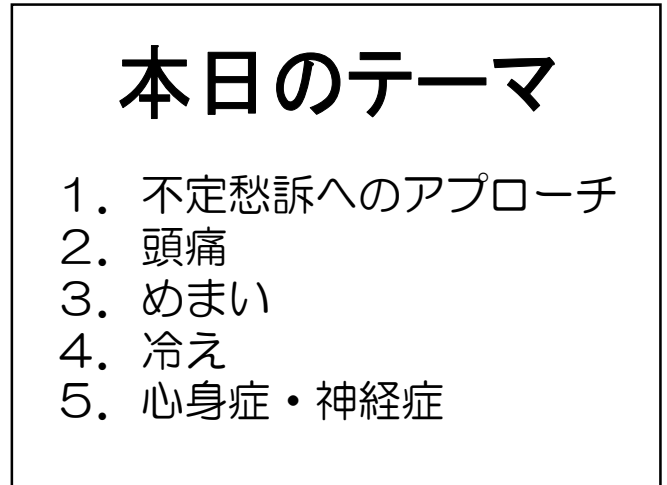 本日のテーマ
１．不定愁訴へのアプローチ
２．頭痛
３．めまい
４．冷え
５．心身症・神経症